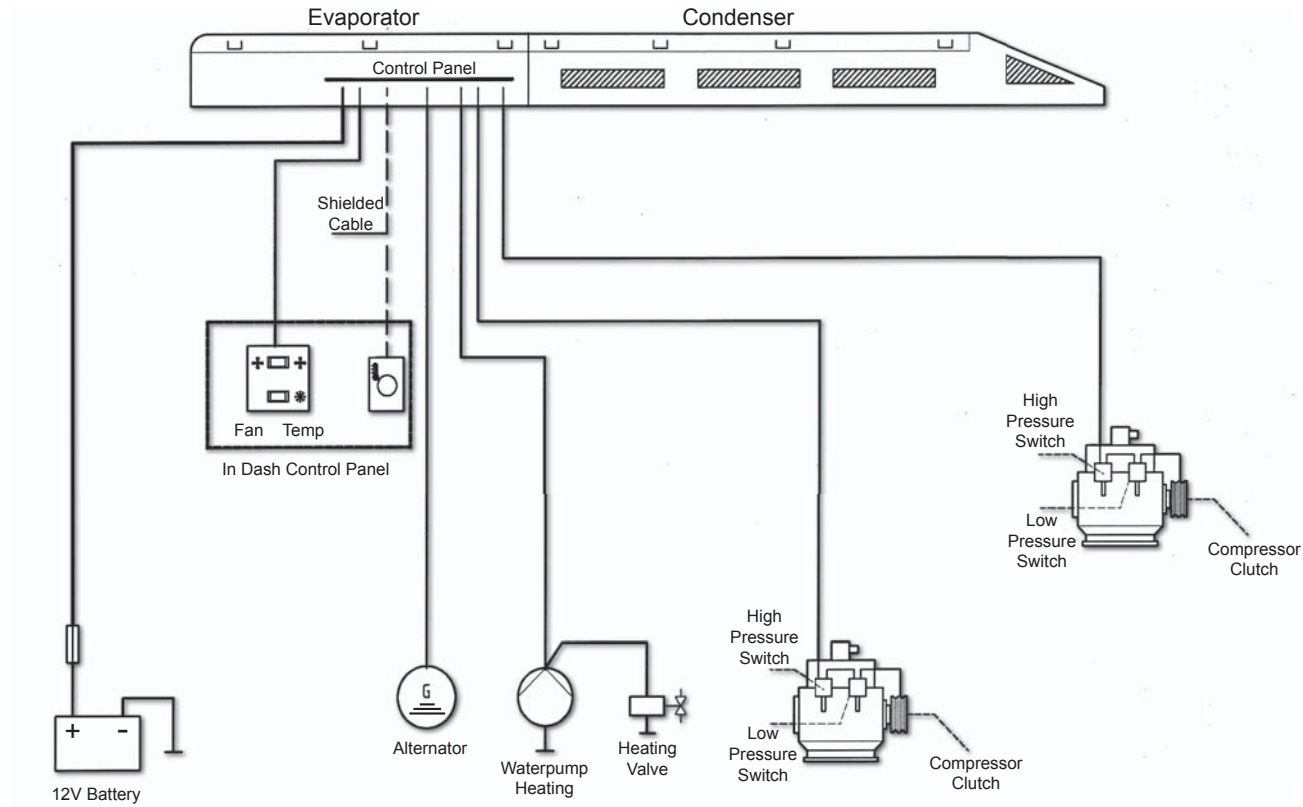 Evaporator
Condenser
Control Panel
Shielded
Cable
Fan Temp
In Dash Control Panel
High
Pressure
Switch
Low
Pressure
Switch
Compressor
Clutch
High
Pressure
Switch
Low
Pressure
Switch
Compressor
Clutch
G
Alternator
Waterpump
Heating
Heating
Valve
+ -
12V Battery